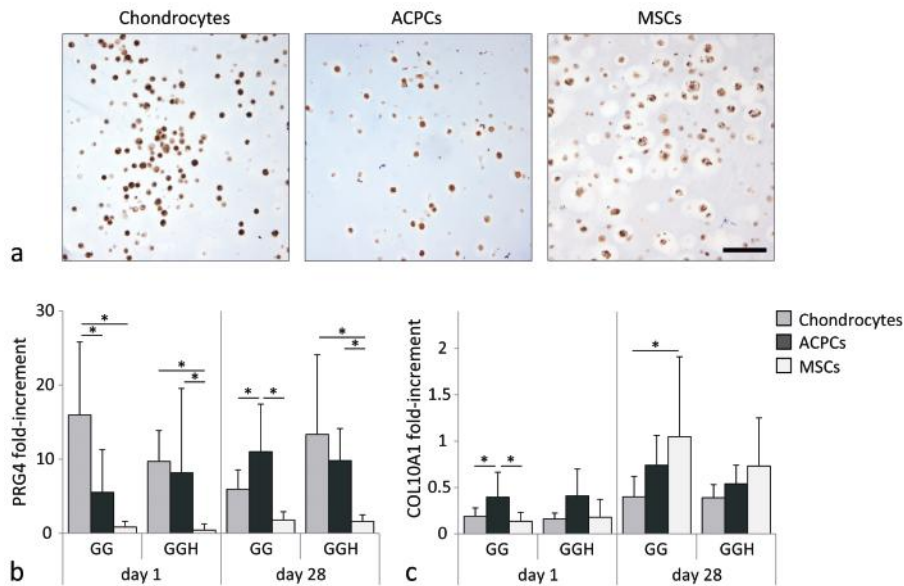 Chondrocytes ACPCs MSCs
a
PRG4 fold-increment
30
20
10
0
* * * * * * * *
GG GGH GG GGH
day 1 day 28
b
COL10A1 fold-increment
2
1.5
1
0.5
0
* * *
GG GGH GG GGH
day 1 day 28
c
Chondrocytes
ACPCs
MSCs